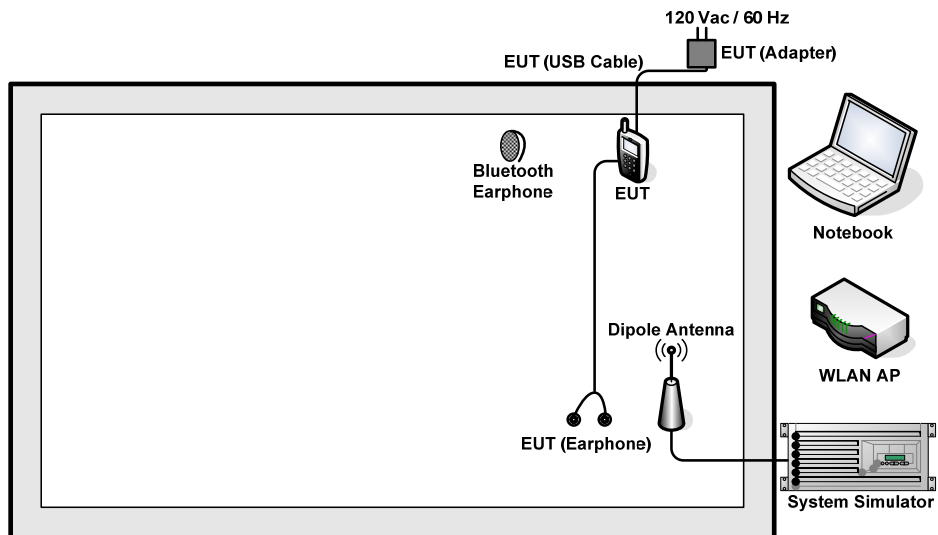 120 Vac / 60 Hz
EUT (USB Cable)
EUT (Adapter)
Bluetooth
Earphone
EUT
Notebook
Dipole Antenna
WLAN AP
EUT (Earphone)
System Simulator